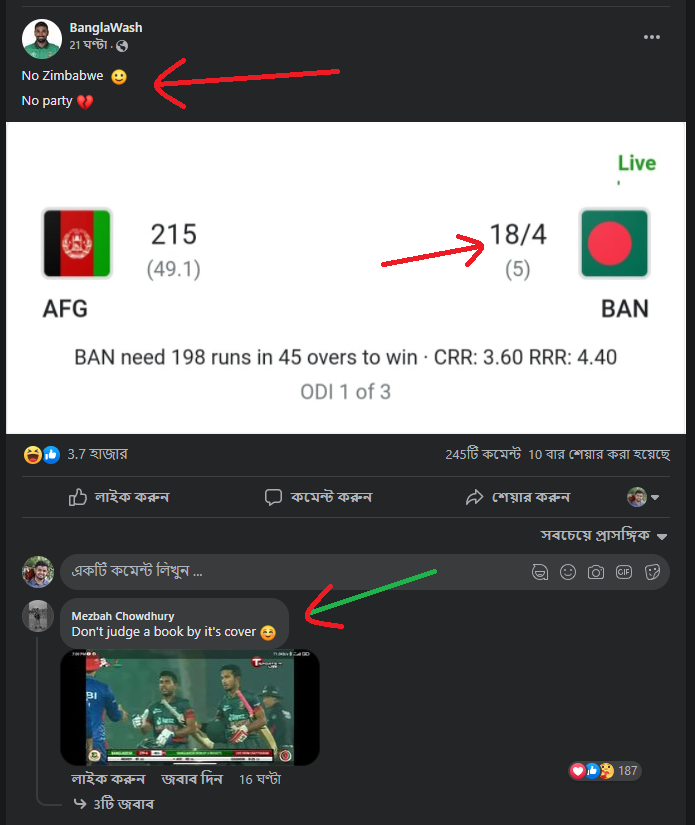 BanglaWash
21 ঘণ্টা ·
No Zimbabwe 😀
No party 💔
Live
215
18/4
(49.1)
(5)
AFG
BAN
BAN need 198 runs in 45 overs to win · CRR: 3.60 RRR: 4.40
ODI 1 of 3
3.7 হাজার
245টি কমেন্ট 10 বার শেয়ার করা হয়েছে
লাইক করুন
কমেন্ট করুন
শেয়ার করুন
সবচেয়ে প্রাসঙ্গিক
একটি কমেন্ট লিখুন ...
GIF
Mezbah Chowdhury
Don't judge a book by it's cover 😊
লাইক করুন জবাব দিন 16 ঘণ্টা
187
3টি জবাব